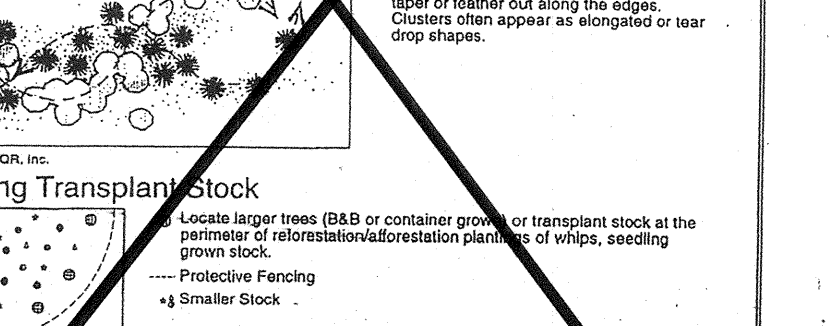 taper or feather out along the edges.
Clusters often appear as elongated or tear
drop shapes.
QR, Inc.
ng Transplant Stock
Locate larger trees (B&B or container grown) or transplant stock at the
perimeter of reforestation/afforestation plantings of whips, seedling
grown stock.
Protective Fencing
Smaller Stock